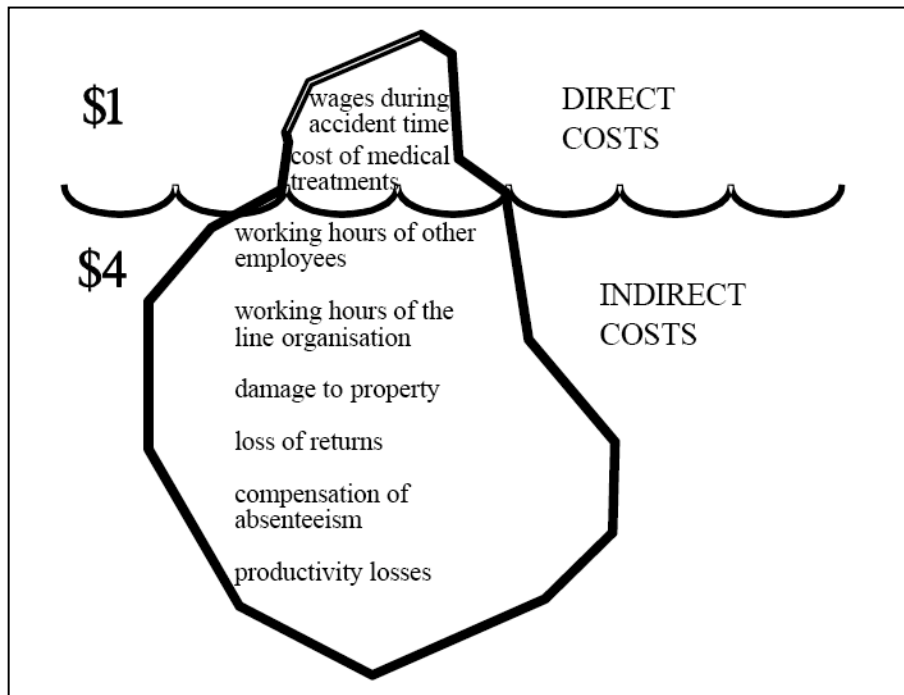 $1
wages during
accident time
cost of medical
treatments
DIRECT
COSTS
$4
working hours of other
employees
working hours of the
line organisation
damage to property
loss of returns
compensation of
absenteeism
productivity losses
INDIRECT
COSTS